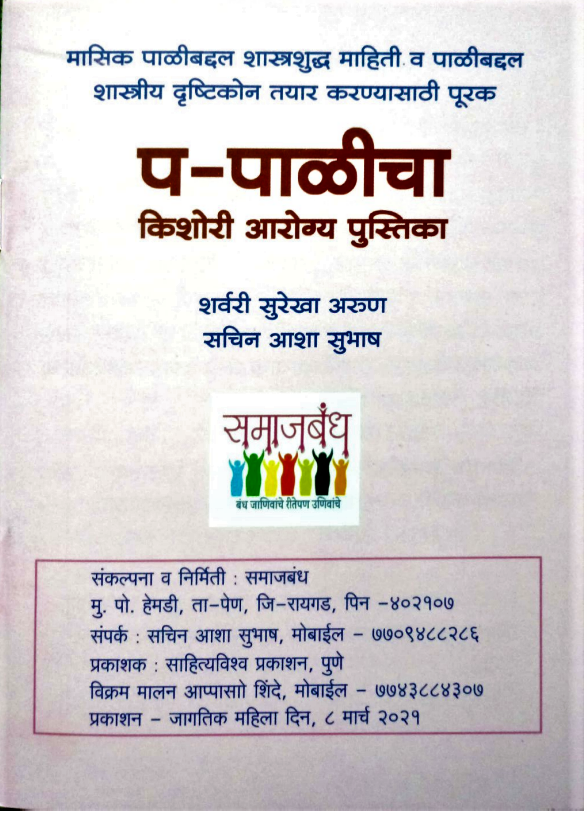 मासिक पाळीबद्दल शास्त्रशुद्ध माहिती व पाळीबद्दल
शास्त्रीय दृष्टिकोन तयार करण्यासाठी पूरक
प-पाळीचा
किशोरी आरोग्य पुस्तिका
शर्वरी सुरेखा अरुण
सचिन आशा सुभाष
समाजबंध
बंध जाणिवांचे रीतेपण उणिवांचे
संकल्पना व निर्मिती : समाजबंध
मु. पो. हेमडी, ता-पेण, जि-रायगड, पिन -४०२१०७
संपर्क : सचिन आशा सुभाष, मोबाईल - ७७०९४८८२८६
प्रकाशक : साहित्यविश्व प्रकाशन, पुणे
विक्रम मालन आप्पासाो शिंदे, मोबाईल - ७७४३८८४३०७
प्रकाशन - जागतिक महिला दिन, ८ मार्च २०२१